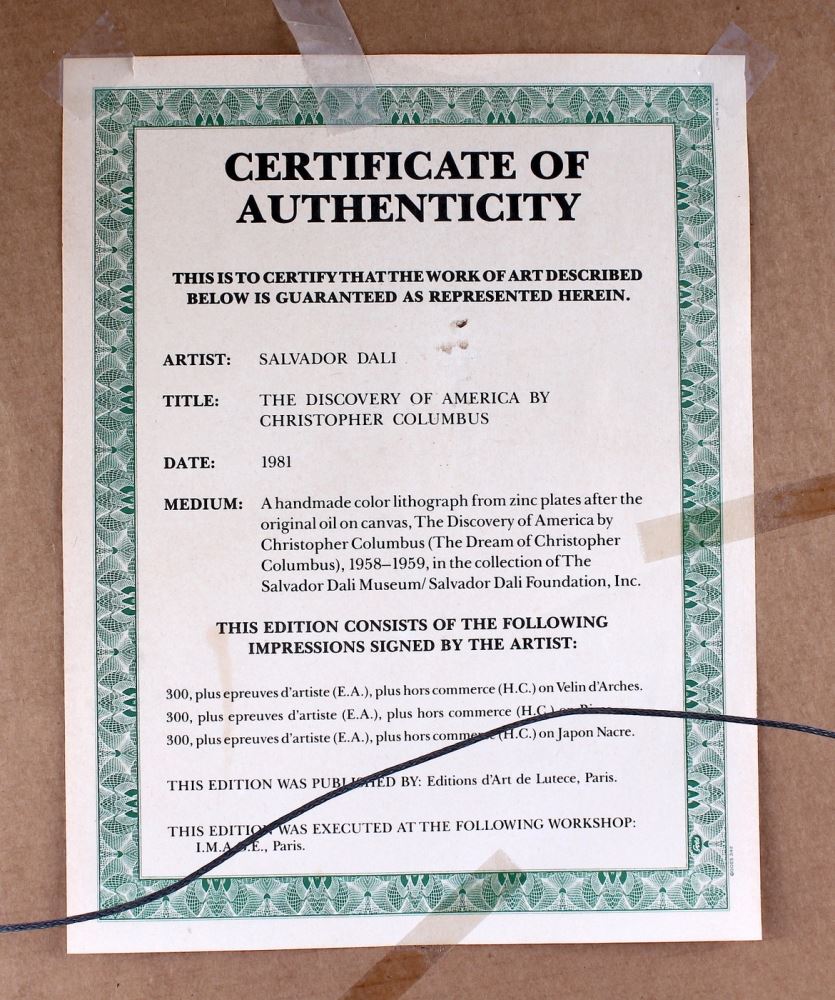 CERTIFICATE OF
AUTHENTICITY
THIS IS TO CERTIFY THAT THE WORK OF ART DESCRIBED
BELOW IS GUARANTEED AS REPRESENTED HEREIN.
ARTIST: SALVADOR DALI
TITLE: THE DISCOVERY OF AMERICA BY
CHRISTOPHER COLUMBUS
DATE: 1981
MEDIUM: A handmade color lithograph from zinc plates after the
original oil on canvas, The Discovery of America by
Christopher Columbus (The Dream of Christopher
Columbus), 1958–1959, in the collection of The
Salvador Dali Museum/Salvador Dali Foundation, Inc.
THIS EDITION CONSISTS OF THE FOLLOWING
IMPRESSIONS SIGNED BY THE ARTIST:
300, plus epreuves d'artiste (E.A.), plus hors commerce (H.C.) on Velin d'Arches.
300, plus epreuves d'artiste (E.A.), plus hors commerce (H.C.) on
300, plus epreuves d'artiste (E.A.), plus hors commerce (H.C.) on Japon Nacre.
THIS EDITION WAS PUBLISHED BY: Editions d'Art de Lutece, Paris.
THIS EDITION WAS EXECUTED AT THE FOLLOWING WORKSHOP:
I.M.A.G.E., Paris.